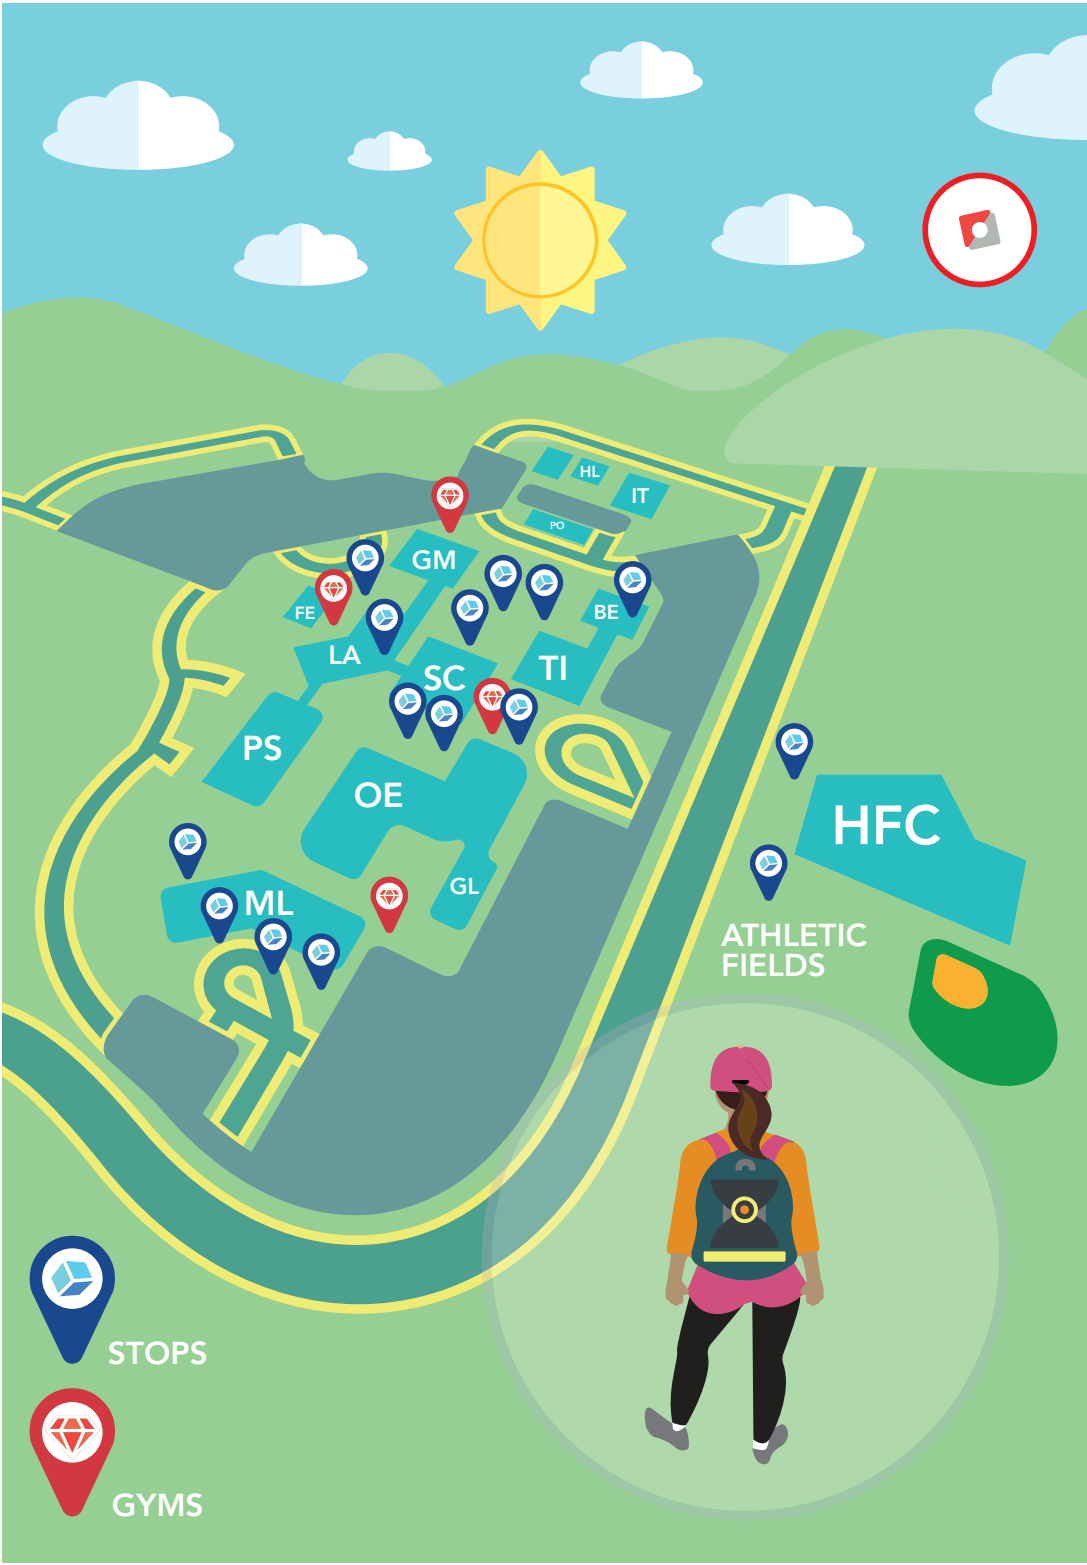 HL
IT
PO
GM
BE
FE
LA
SC
TI
PS
OE
HFC
GL
ML
ATHLETIC
FIELDS
STOPS
GYMS